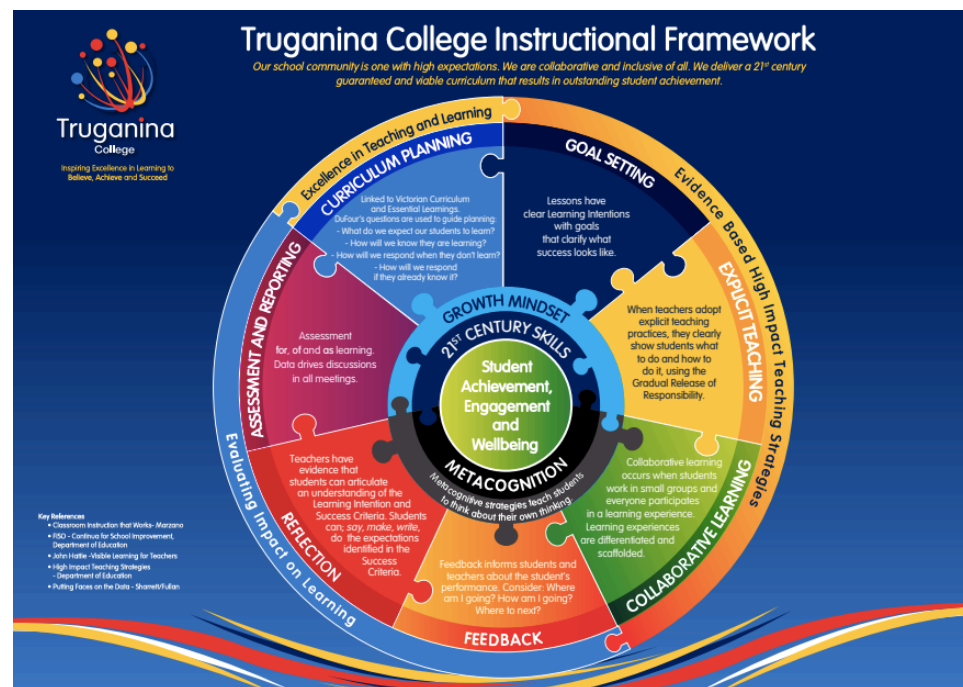 Truganina College Instructional Framework
Our school community is one with high expectations. We are collaborative and inclusive of all. We deliver a 21st century
guaranteed and viable curriculum that results in outstanding student achievement.
Truganina
College
Inspiring Excellence in Learning to
Believe, Achieve and Succeed
Excellence in Teaching and Learning
CURRICULUM PLANNING
Linked to Victorian Curriculum
and Essential Learnings.
DuFour's questions are used to guide planning:
- What do we expect our students to learn?
- How will we know they are learning?
- How will we respond when they don't learn?
- How will we respond
if they already know it?
GOAL SETTING
Lessons have
clear Learning Intentions
with goals
that clarify what
success looks like.
Evidence Based High Impact Teaching Strategies
EXPLICIT TEACHING
When teachers adopt
explicit teaching
practices, they clearly
show students what
to do and how to
do it, using the
Gradual Release of
Responsibility.
COLLABORATIVE LEARNING
Collaborative learning
occurs when students
work in small groups and
everyone participates
in a learning experience.
Learning experiences
are differentiated and
scaffolded.
FEEDBACK
Feedback informs students and
teachers about the student's
performance. Consider: Where
am I going? How am I going?
Where to next?
REFLECTION
Teachers have
evidence that
students can articulate
an understanding of the
Learning Intention and
Success Criteria. Students
can; say, make, write,
do the expectations
identified in the
Success
Criteria.
Evaluating Impact on Learning
ASSESSMENT AND REPORTING
Assessment
for, of and as learning.
Data drives discussions
in all meetings.
GROWTH MINDSET
21ST CENTURY SKILLS
Student
Achievement,
Engagement
and
Wellbeing
METACOGNITION
Metacognitive strategies teach students
to think about their own thinking.
Key References
• Classroom Instruction that Works- Marzano
• FISO - Continua for School Improvement,
Department of Education
• John Hattie -Visible Learning for Teachers
• High Impact Teaching Strategies
- Department of Education
• Putting Faces on the Data - Sharrett/Fullan